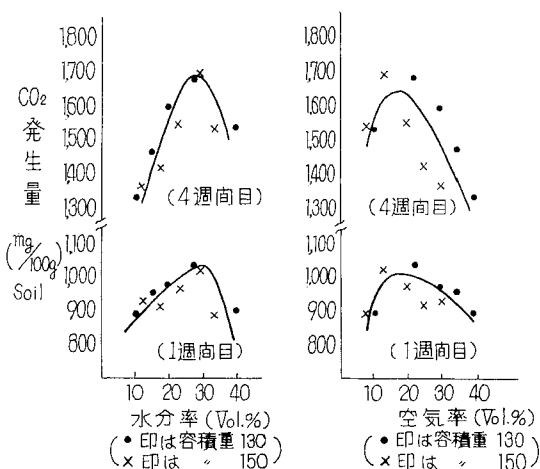 CO₂
発
生
量
(mg/100g)
Soil
1,800
1,700
1,600
1,500
1,400
1,300
1,100
1,000
900
800
(4週間目)
(1週間目)
10 20 30 40
水分率(Vol.%)
(● 印は容積重 130)
(× 印は 〃 150)
1,800
1,700
1,600
1,500
1,400
1,300
1,100
1,000
900
800
(4週間目)
(1週間目)
10 20 30 40
空気率(Vol.%)
(● 印は容積重 130)
(× 印は 〃 150)